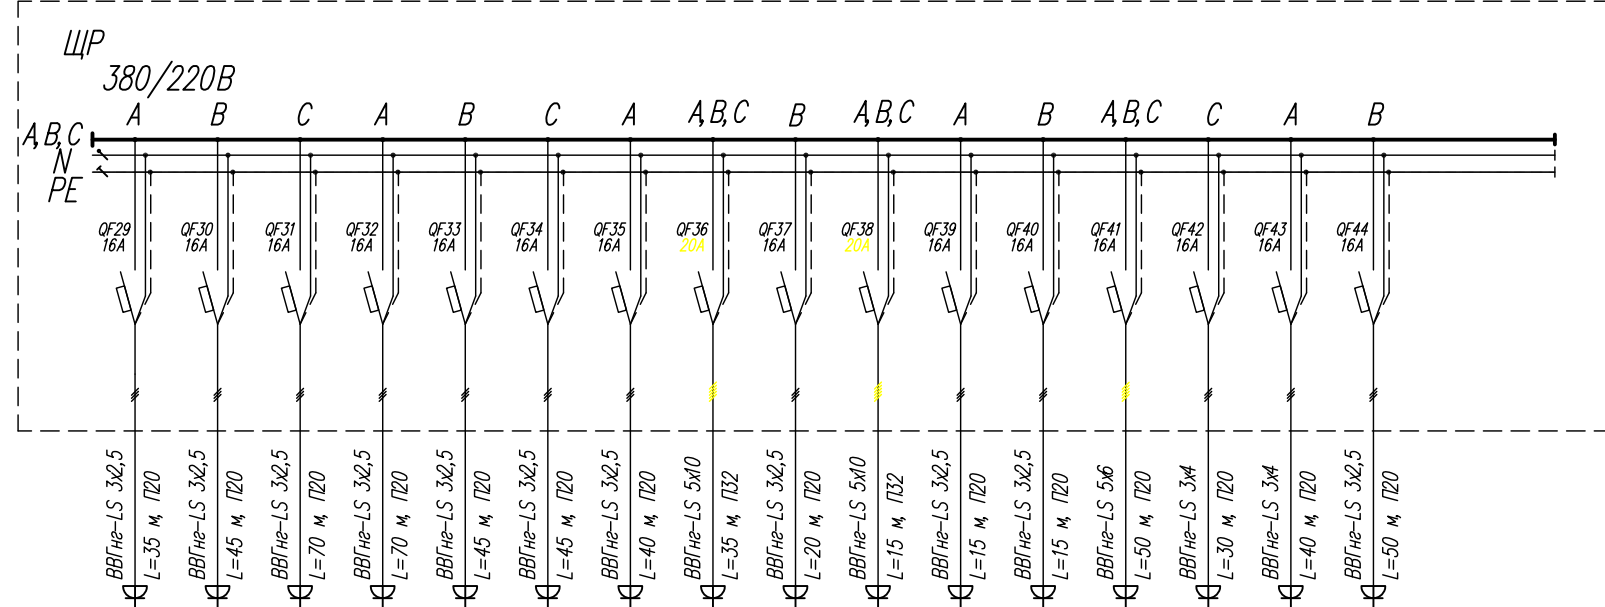 ЩР
380/220В
A B C A B C A A,B,C B A,B,C A B A,B,C C A B
A,B,C
N
PE
QF29 QF30 QF31 QF32 QF33 QF34 QF35 QF36 QF37 QF38 QF39 QF40 QF41 QF42 QF43 QF44
16А 16А 16А 16А 16А 16А 16А 20А 16А 20А 16А 16А 16А 16А 16А 16А
ВВГнг-LS 3х2,5
L=35 м, П20
ВВГнг-LS 3х2,5
L=45 м, П20
ВВГнг-LS 3х2,5
L=70 м, П20
ВВГнг-LS 3х2,5
L=70 м, П20
ВВГнг-LS 3х2,5
L=45 м, П20
ВВГнг-LS 3х2,5
L=45 м, П20
ВВГнг-LS 3х2,5
L=40 м, П20
ВВГнг-LS 5х10
L=35 м, П32
ВВГнг-LS 3х2,5
L=20 м, П20
ВВГнг-LS 5х10
L=15 м, П32
ВВГнг-LS 3х2,5
L=15 м, П20
ВВГнг-LS 3х2,5
L=15 м, П20
ВВГнг-LS 5х6
L=50 м, П20
ВВГнг-LS 3х4
L=30 м, П20
ВВГнг-LS 3х4
L=40 м, П20
ВВГнг-LS 3х2,5
L=50 м, П20